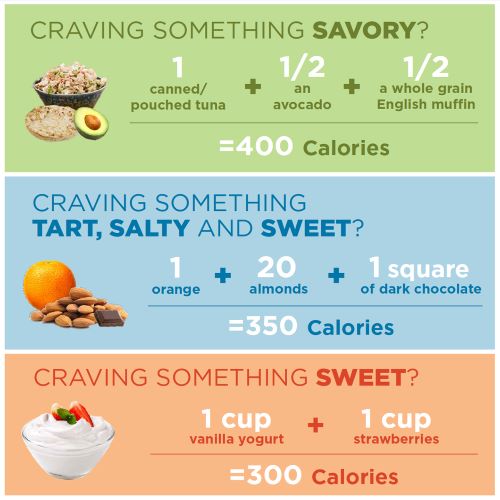 CRAVING SOMETHING SAVORY?
1 + 1/2 + 1/2
canned/ an a whole grain
pouched tuna avocado English muffin
=400 Calories
CRAVING SOMETHING
TART, SALTY AND SWEET?
1 + 20 + 1 square
orange almonds of dark chocolate
=350 Calories
CRAVING SOMETHING SWEET?
1 cup + 1 cup
vanilla yogurt strawberries
=300 Calories